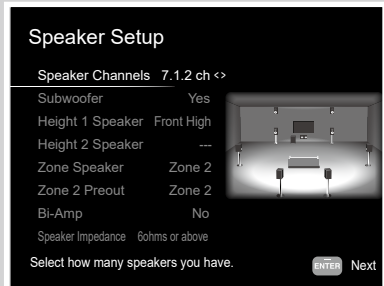 Speaker Setup
Speaker Channels 7.1.2 ch <>
Subwoofer Yes
Height 1 Speaker Front High
Height 2 Speaker ---
Zone Speaker Zone 2
Zone 2 Preout Zone 2
Bi-Amp No
Speaker Impedance 6ohms or above
Select how many speakers you have.
ENTER Next